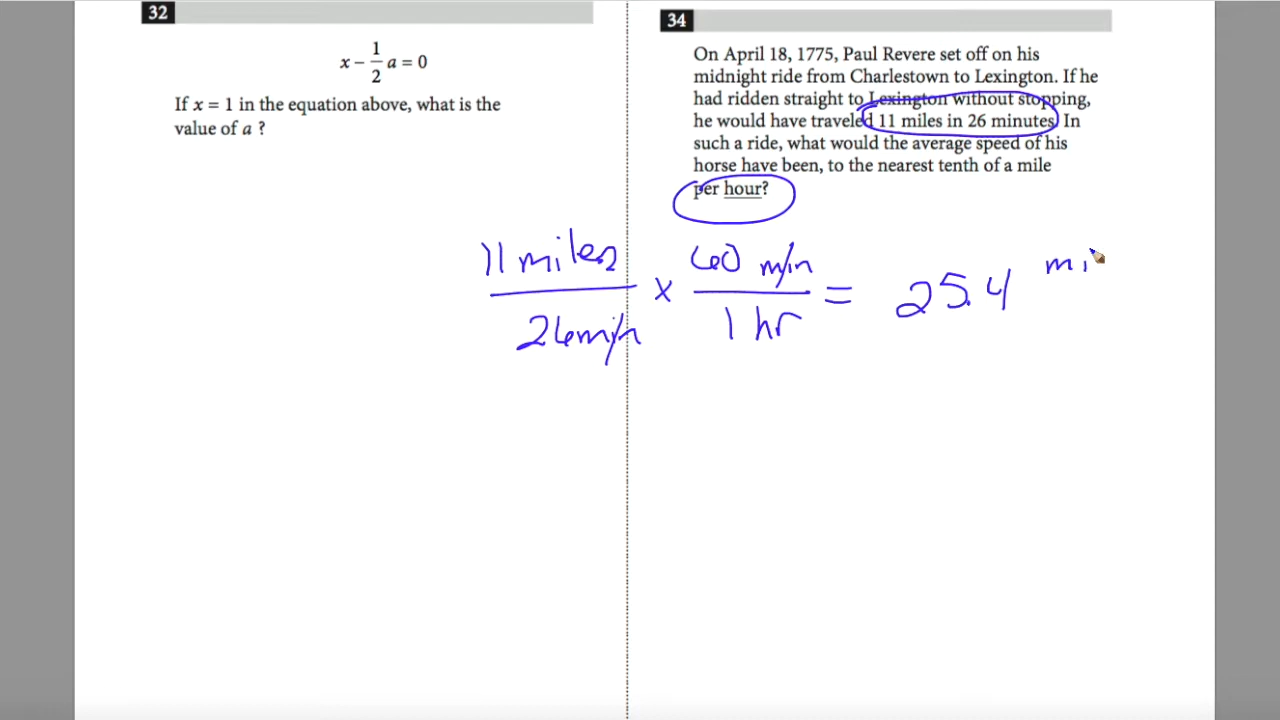 32
x − 1/2 a = 0
If x = 1 in the equation above, what is the
value of a ?
34
On April 18, 1775, Paul Revere set off on his
midnight ride from Charlestown to Lexington. If he
had ridden straight to Lexington without stopping,
he would have traveled 11 miles in 26 minutes. In
such a ride, what would the average speed of his
horse have been, to the nearest tenth of a mile
per hour?
11 miles / 26 min × 60 min / 1 hr = 25.4 mi